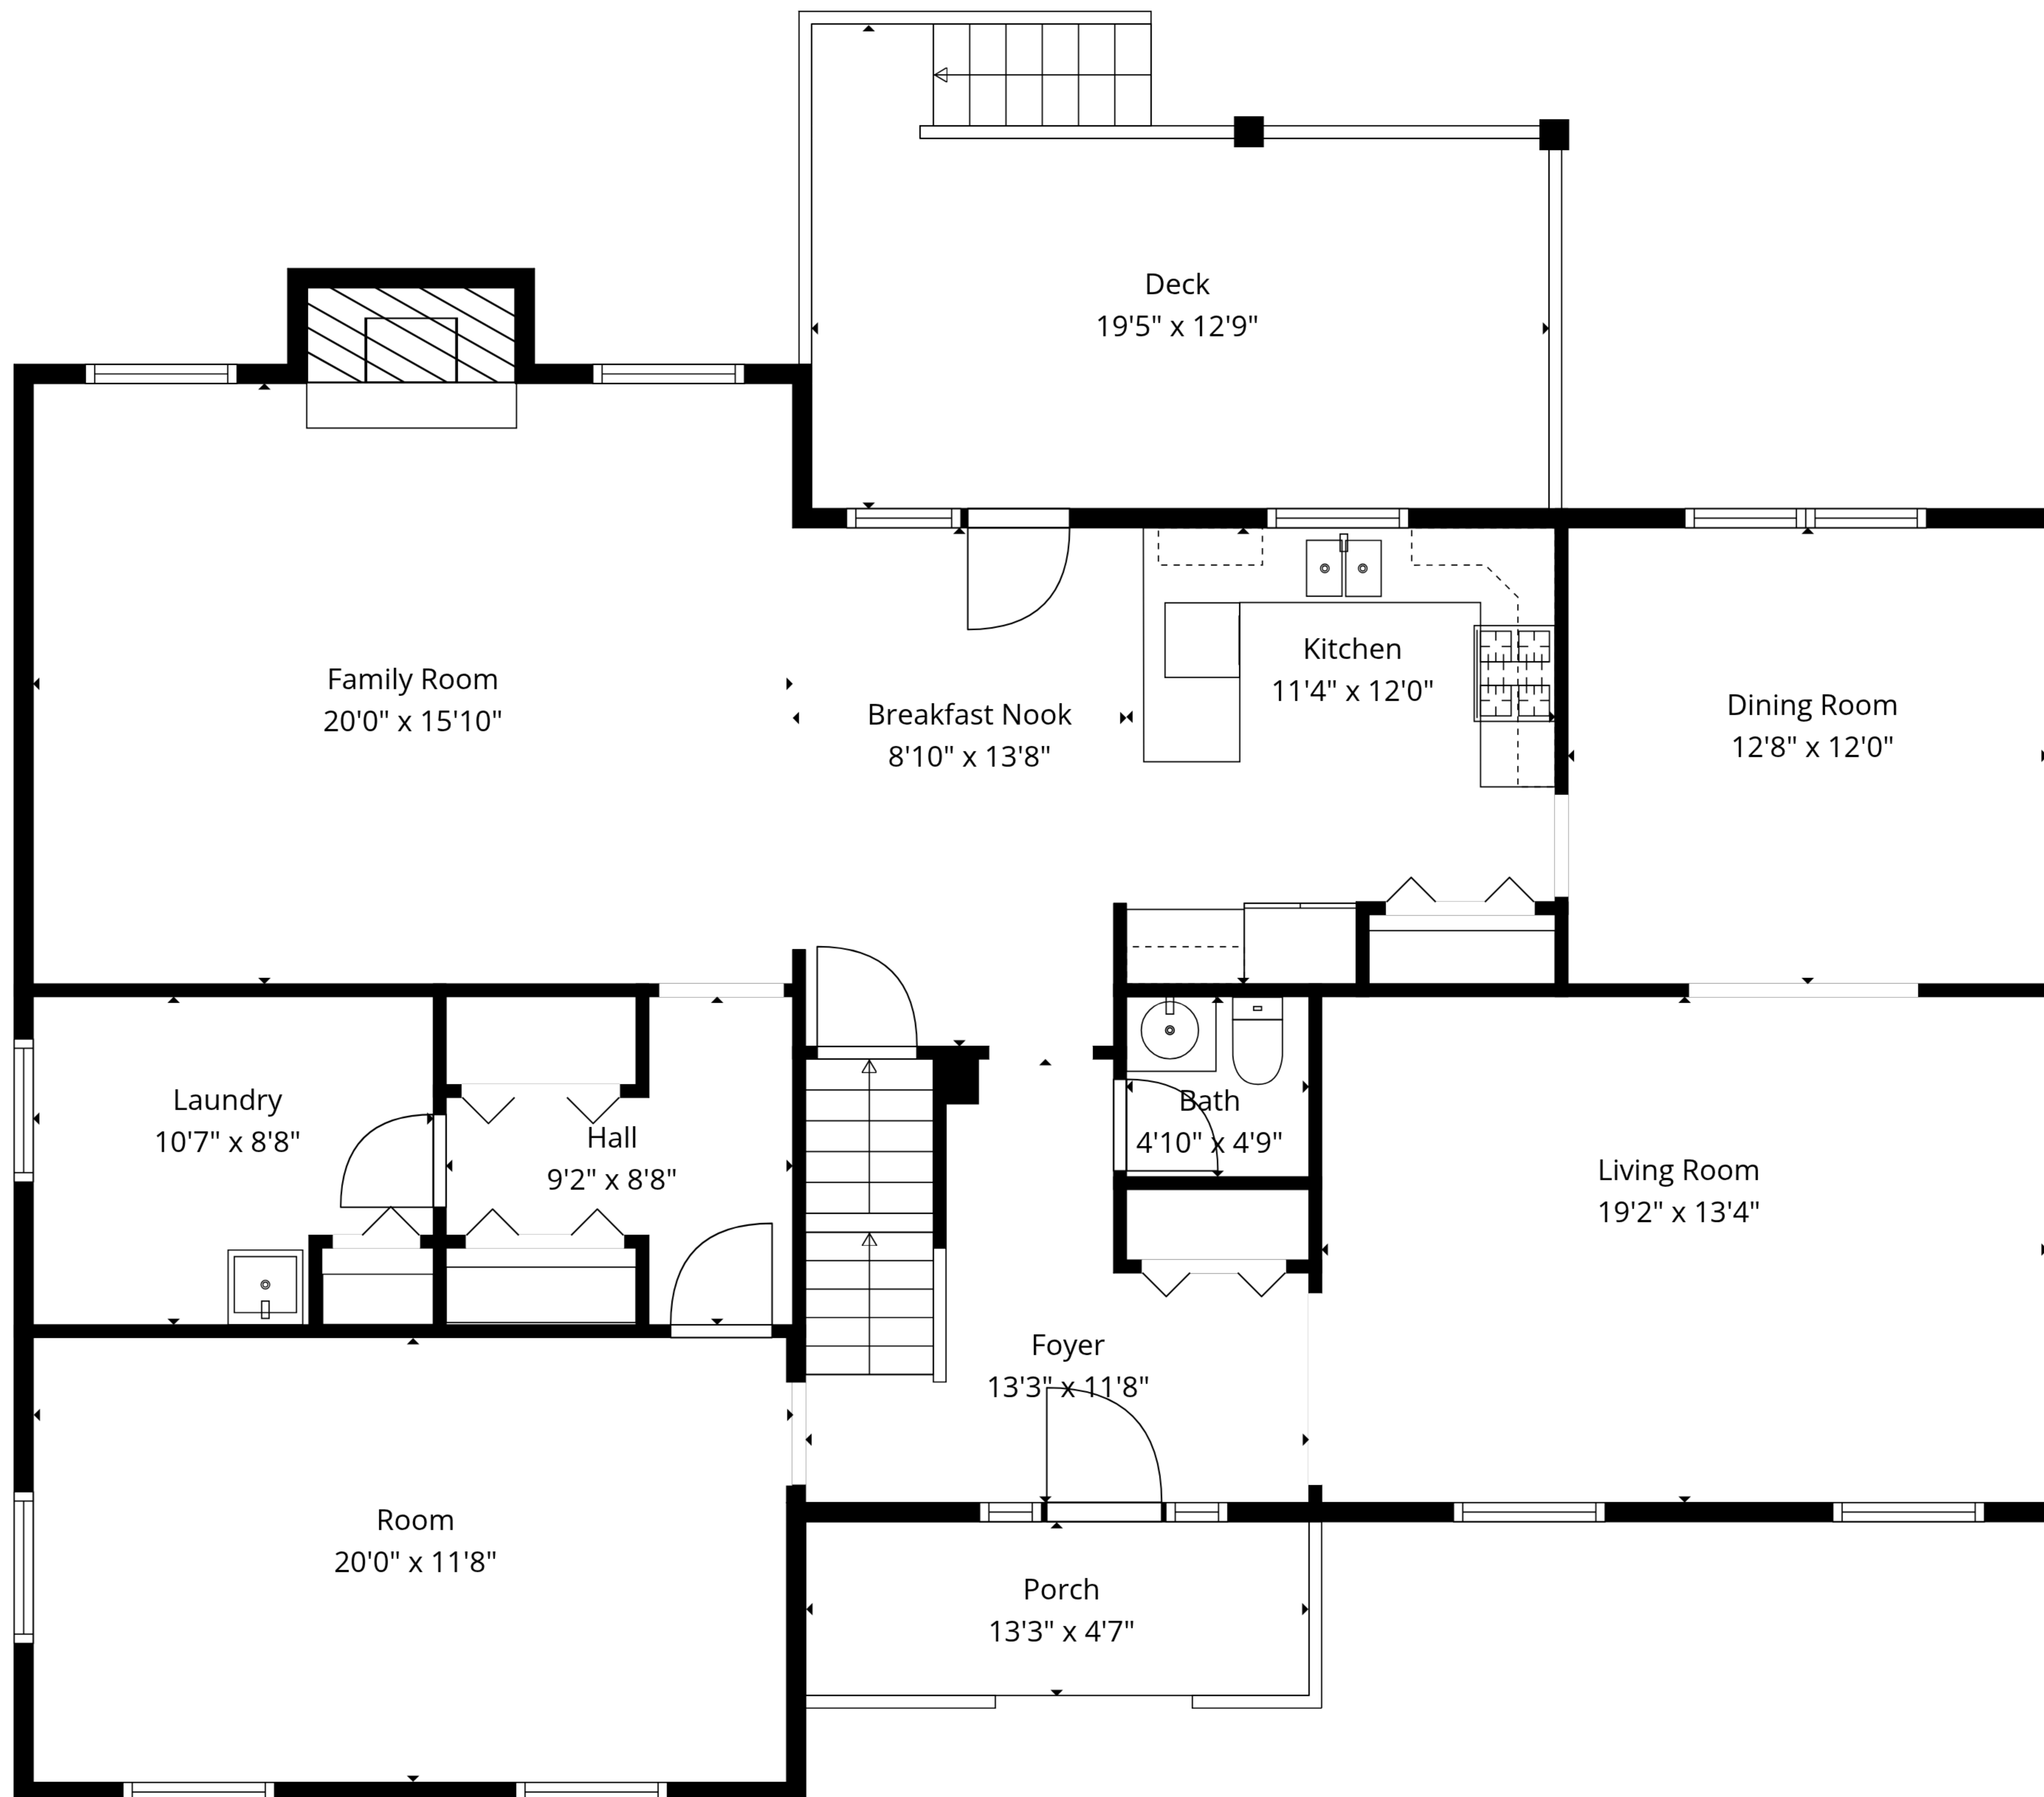 Deck
19'5" x 12'9"
Family Room
20'0" x 15'10"
Breakfast Nook
8'10" x 13'8"
Kitchen
11'4" x 12'0"
Dining Room
12'8" x 12'0"
Laundry
10'7" x 8'8"
Hall
9'2" x 8'8"
Bath
4'10" x 4'9"
Living Room
19'2" x 13'4"
Foyer
13'3" x 11'8"
Room
20'0" x 11'8"
Porch
13'3" x 4'7"